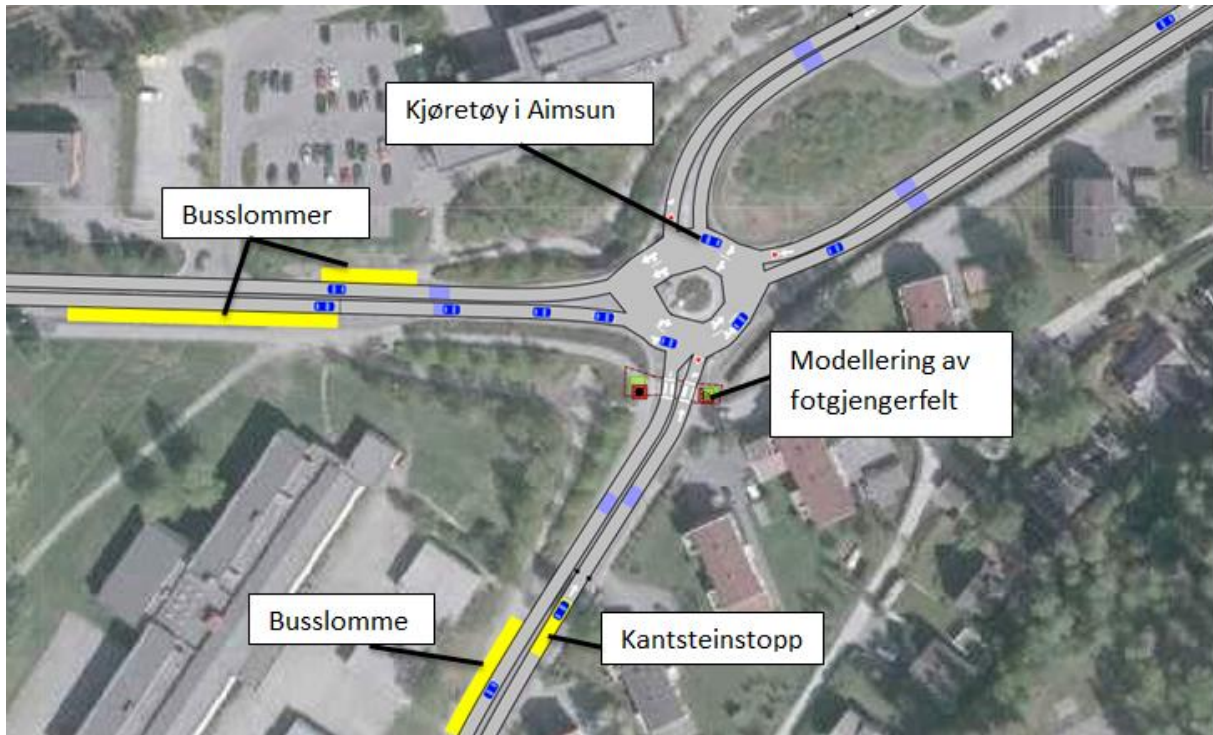 Kjøretøy i Aimsun
Busslommer
Modellering av
fotgjengerfelt
Busslomme
Kantsteinstopp